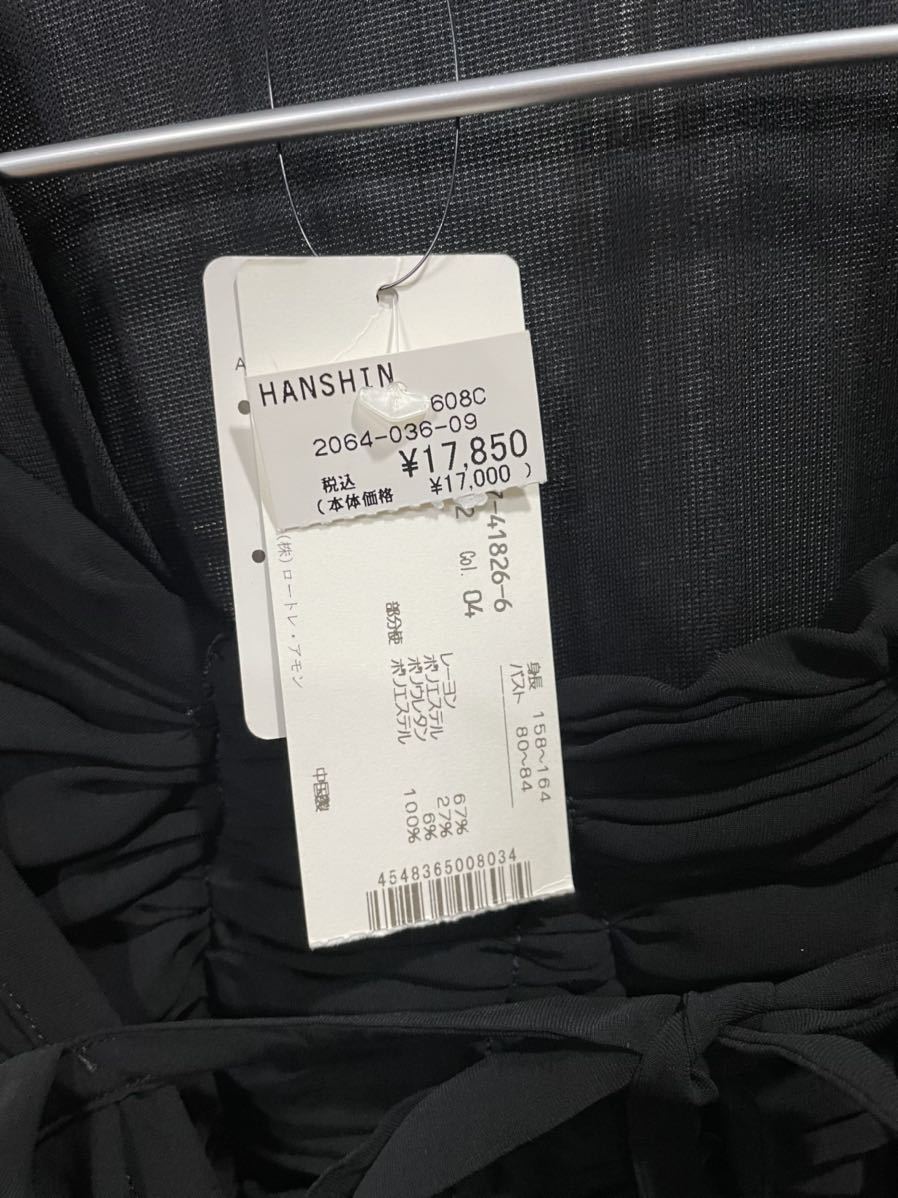 HANSHIN
608C
2064-036-09
¥17,850
税込
(本体価格 ¥17,000 )
7-41826-6
2 Col. 04
身長 158~164
バスト 80~84
レーヨン 67%
ポリエステル 27%
ポリウレタン 6%
部分使 ポリエステル 100%
中国製
(株)ロートレ・アモン
4548365008034
A